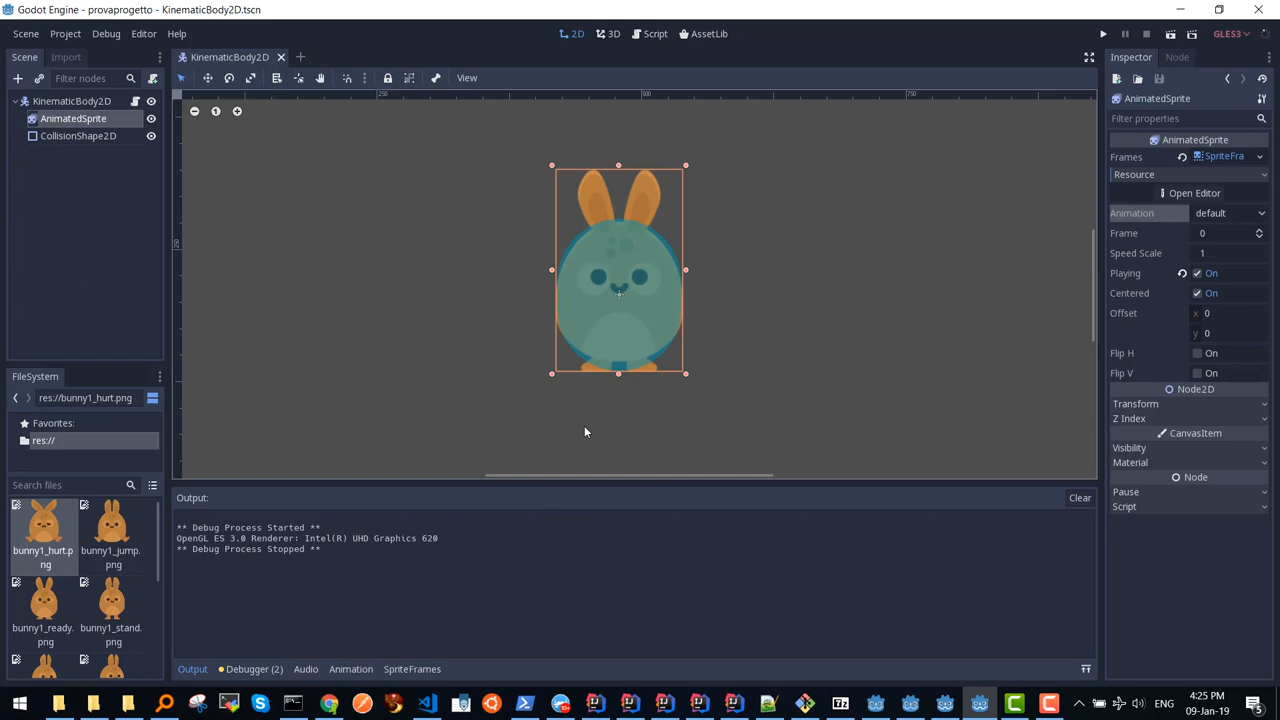 Godot Engine - provaprogetto - KinematicBody2D.tscn
Scene Project Debug Editor Help
2D 3D Script AssetLib
GLES3
Scene Import
KinematicBody2D
Inspector Node
Filter nodes
View
250 500 750
250
KinematicBody2D
AnimatedSprite
CollisionShape2D
1
AnimatedSprite
Filter properties
AnimatedSprite
Frames SpriteFra
Resource
Open Editor
Animation default
Frame 0
Speed Scale 1
Playing On
Centered On
Offset x 0
y 0
Flip H On
Flip V On
Node2D
Transform
Z Index
CanvasItem
Visibility
Material
Node
Pause
Script
FileSystem
res://bunny1_hurt.png
Favorites:
res://
Search files
bunny1_hurt.p
ng
bunny1_jump.
png
bunny1_ready.
png
bunny1_stand.
png
Output:
Clear
** Debug Process Started **
OpenGL ES 3.0 Renderer: Intel(R) UHD Graphics 620
** Debug Process Stopped **
Output Debugger (2) Audio Animation SpriteFrames
ENG
4:25 PM
09-Jan-19